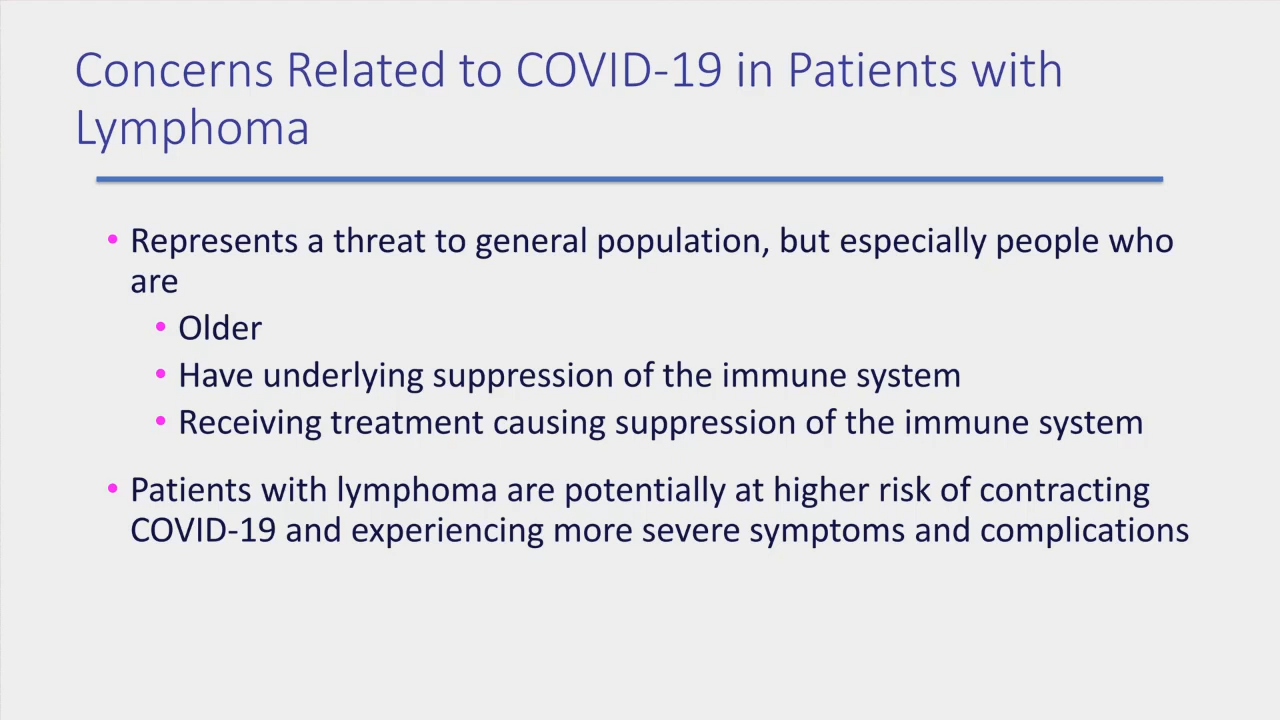 Concerns Related to COVID-19 in Patients with
Lymphoma
• Represents a threat to general population, but especially people who
are
• Older
• Have underlying suppression of the immune system
• Receiving treatment causing suppression of the immune system
• Patients with lymphoma are potentially at higher risk of contracting
COVID-19 and experiencing more severe symptoms and complications